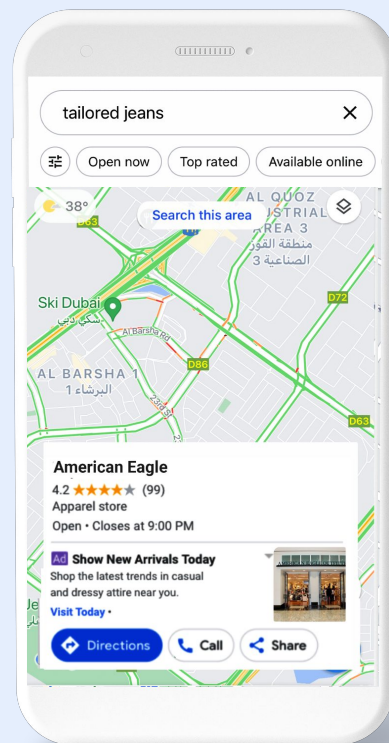 tailored jeans
Open now
Top rated
Available online
38°
Search this area
AL QUOZ
AREA 3
منطقة القوز
الصناعية 3
D63
D72
Ski Dubai
سكي دبي
Al Barsha Rd
D86
AL BARSHA 1
البرشاء 1
23rd St
D63
American Eagle
4.2 (99)
Apparel store
Open • Closes at 9:00 PM
Ad Show New Arrivals Today
Shop the latest trends in casual
and dressy attire near you.
Visit Today •
Directions
Call
Share